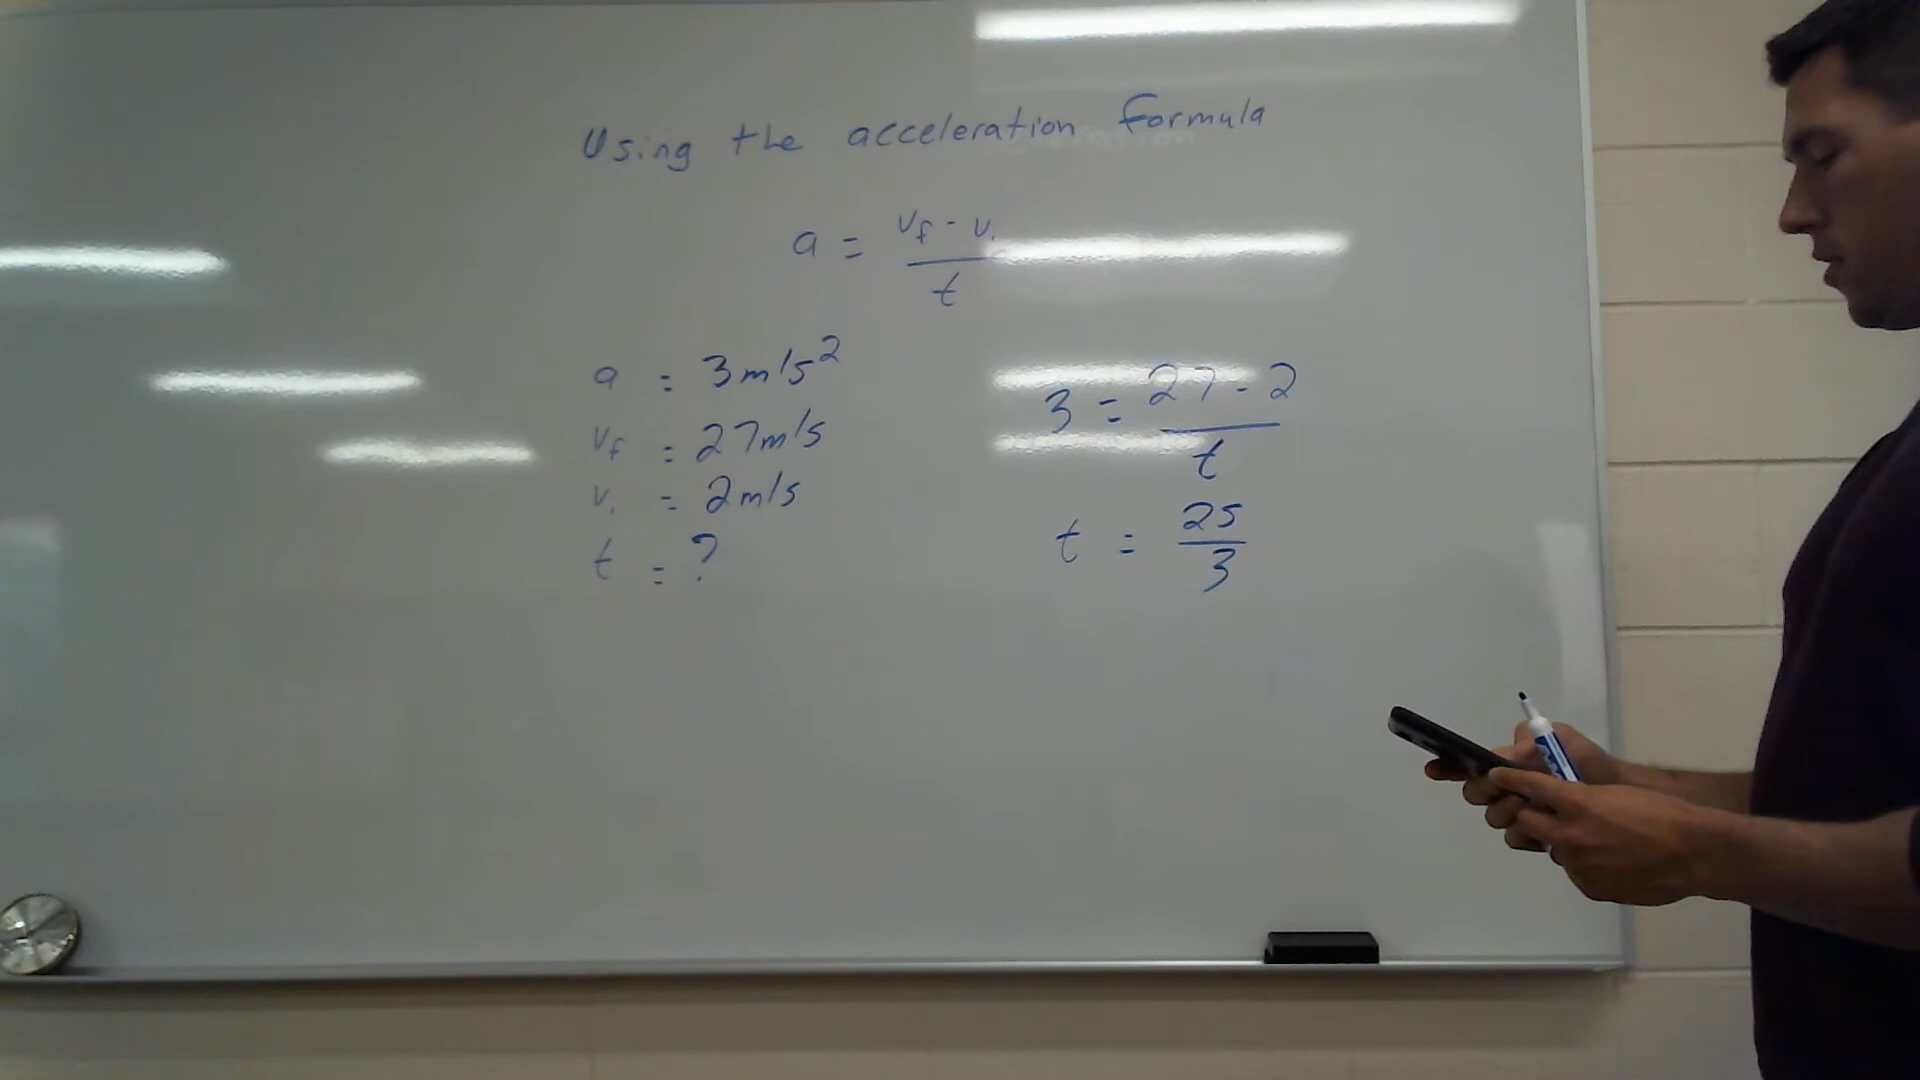 Using the acceleration formula
a = vf - vi
t
a = 3m/s²
vf = 27m/s
vi = 2m/s
t = ?
3 = 27 - 2
t
t = 25
3